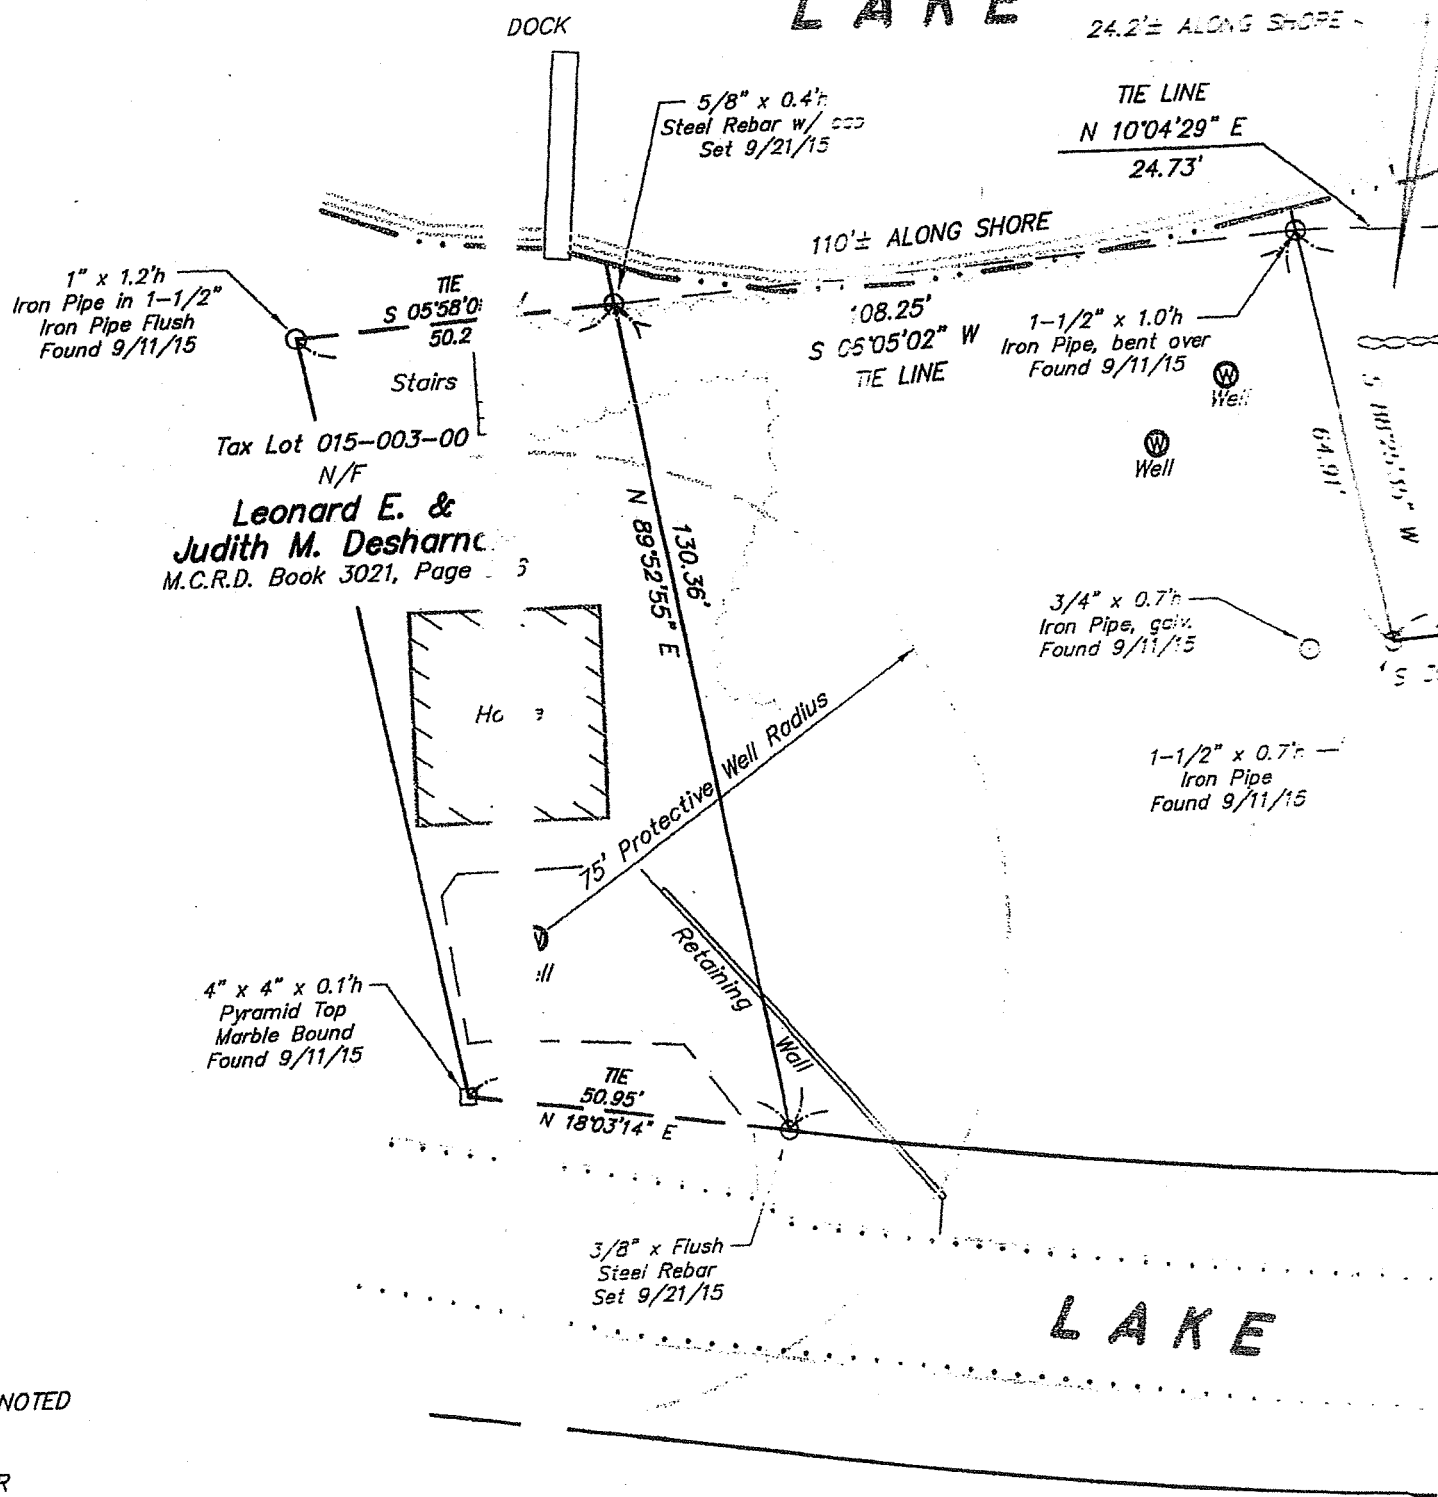 LAKE
DOCK
24.2'± ALONG SHORE
5/8" x 0.4'h
Steel Rebar w/
Set 9/21/15
TIE LINE
N 10°04'29" E
24.73'
110'± ALONG SHORE
1" x 1.2'h
Iron Pipe in 1-1/2"
Iron Pipe Flush
Found 9/11/15
TIE
S 05°58'0
50.2
108.25'
S 05'02" W
TIE LINE
1-1/2" x 1.0'h
Iron Pipe, bent over
Found 9/11/15
Well
Well
Stairs
64.91'
W
Tax Lot 015-003-00
N/F
Leonard E. &
Judith M.
M.C.R.D. Book 3021, Page
130.36'
N 89°52'55" E
3/4" x 0.7'h
Iron Pipe, galv.
Found 9/11/15
S
75' Protective Well Radius
1-1/2" x 0.7'h
Iron Pipe
Found 9/11/15
Retaining Wall
4" x 4" x 0.1'h
Pyramid Top
Marble Bound
Found 9/11/15
TIE
50.95'
N 18°03'14" E
3/8" x Flush
Steel Rebar
Set 9/21/15
LAKE
NOTED
R